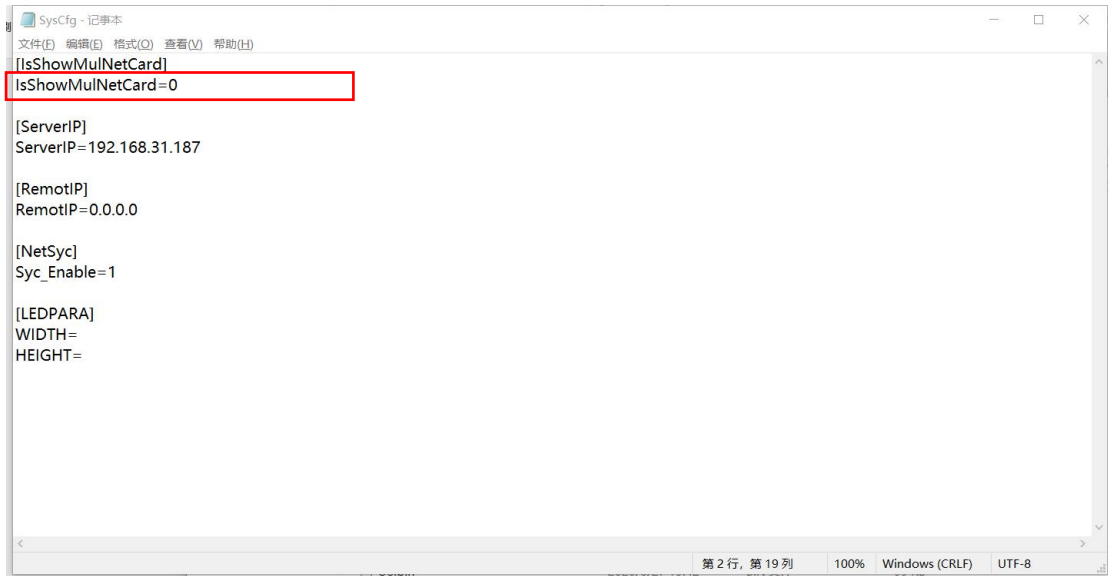 SysCfg - 记事本
文件(F) 编辑(E) 格式(O) 查看(V) 帮助(H)
[IsShowMulNetCard]
IsShowMulNetCard=0
[ServerIP]
ServerIP=192.168.31.187
[RemotIP]
RemotIP=0.0.0.0
[NetSyc]
Syc_Enable=1
[LEDPARA]
WIDTH=
HEIGHT=
第 2 行，第 19 列 100% Windows (CRLF) UTF-8